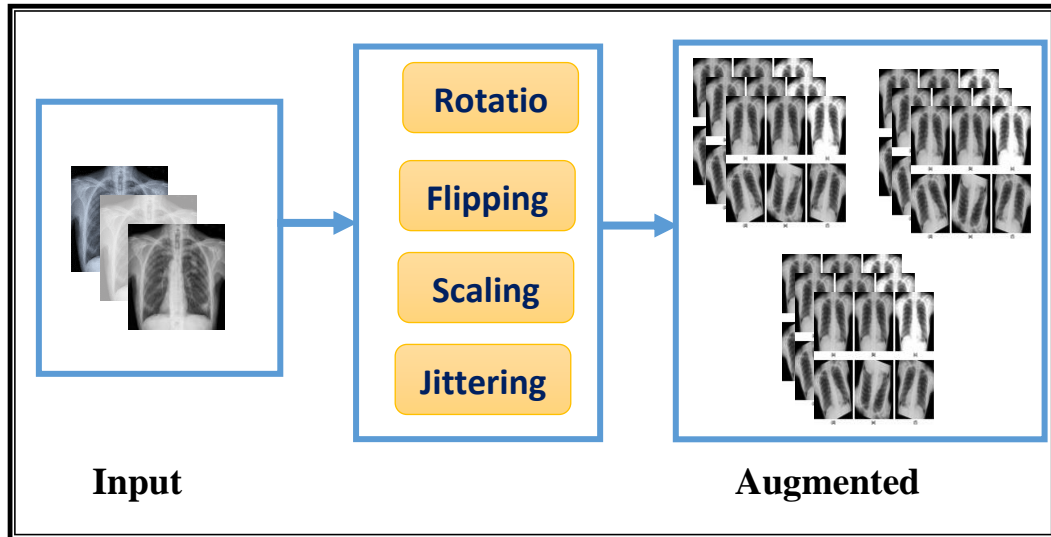 Rotatio
Flipping
Scaling
Jittering
Input
Augmented